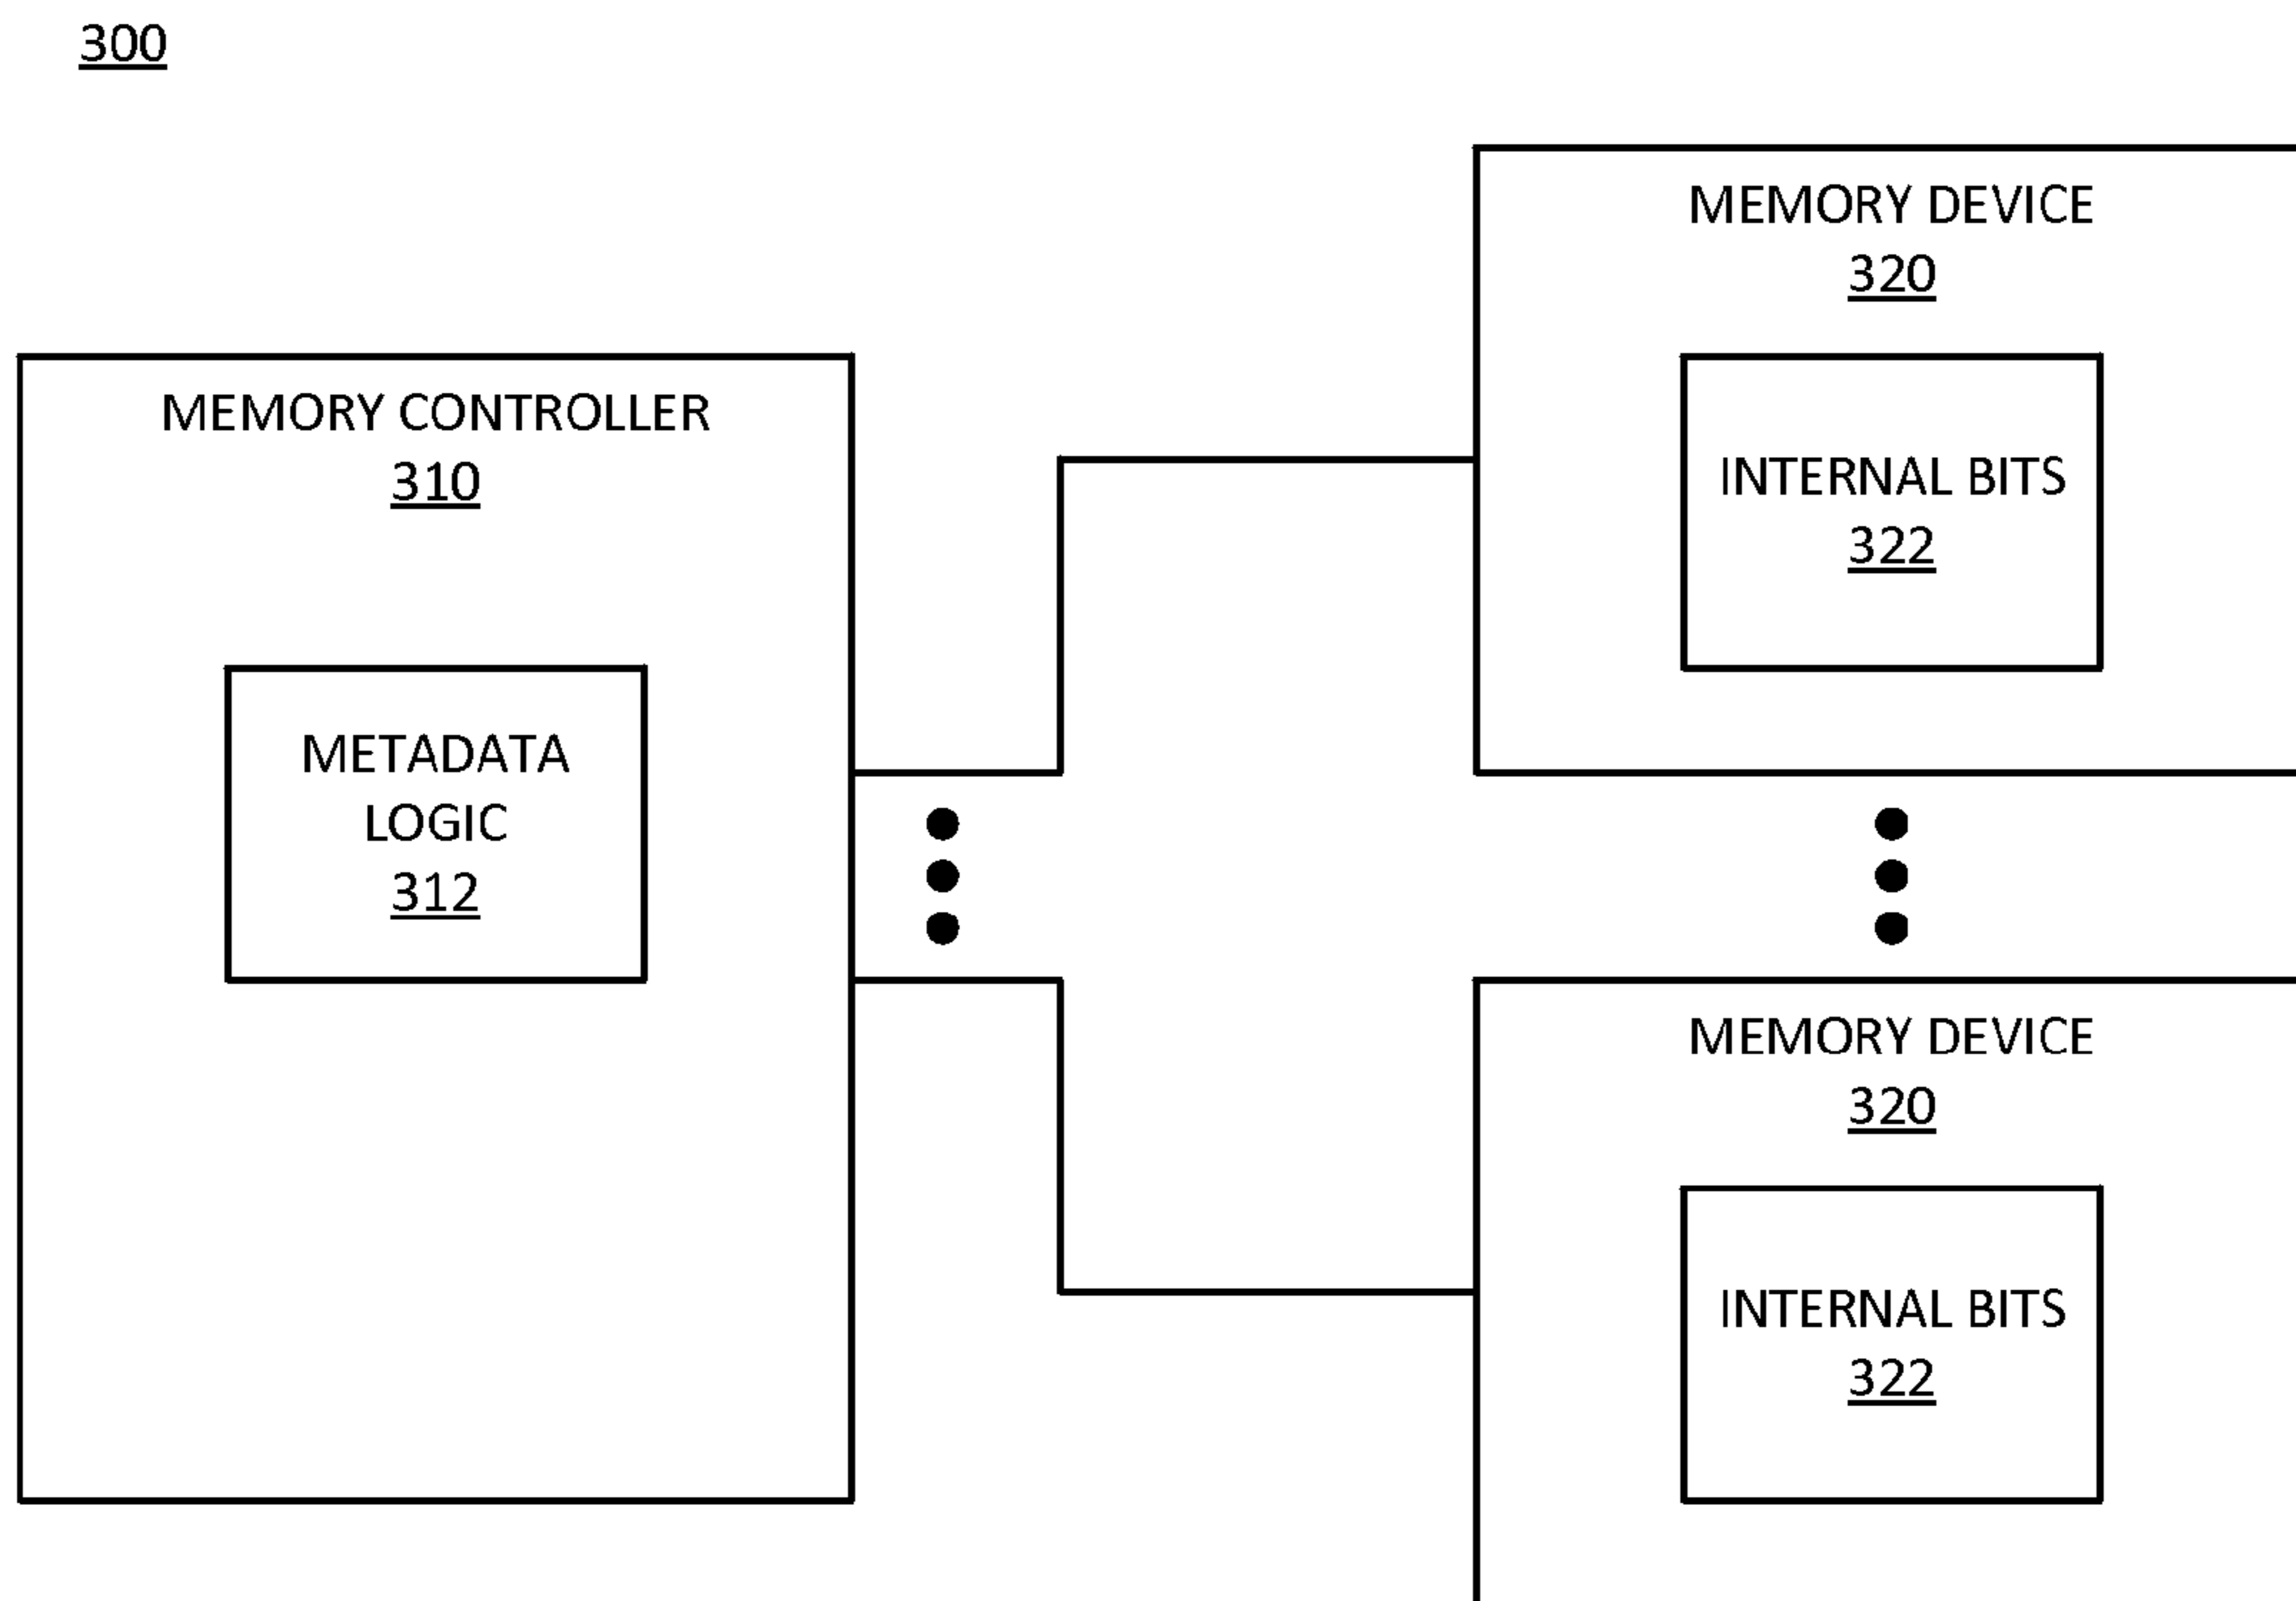 300
MEMORY CONTROLLER
310
METADATA
LOGIC
312
MEMORY DEVICE
320
INTERNAL BITS
322
MEMORY DEVICE
320
INTERNAL BITS
322